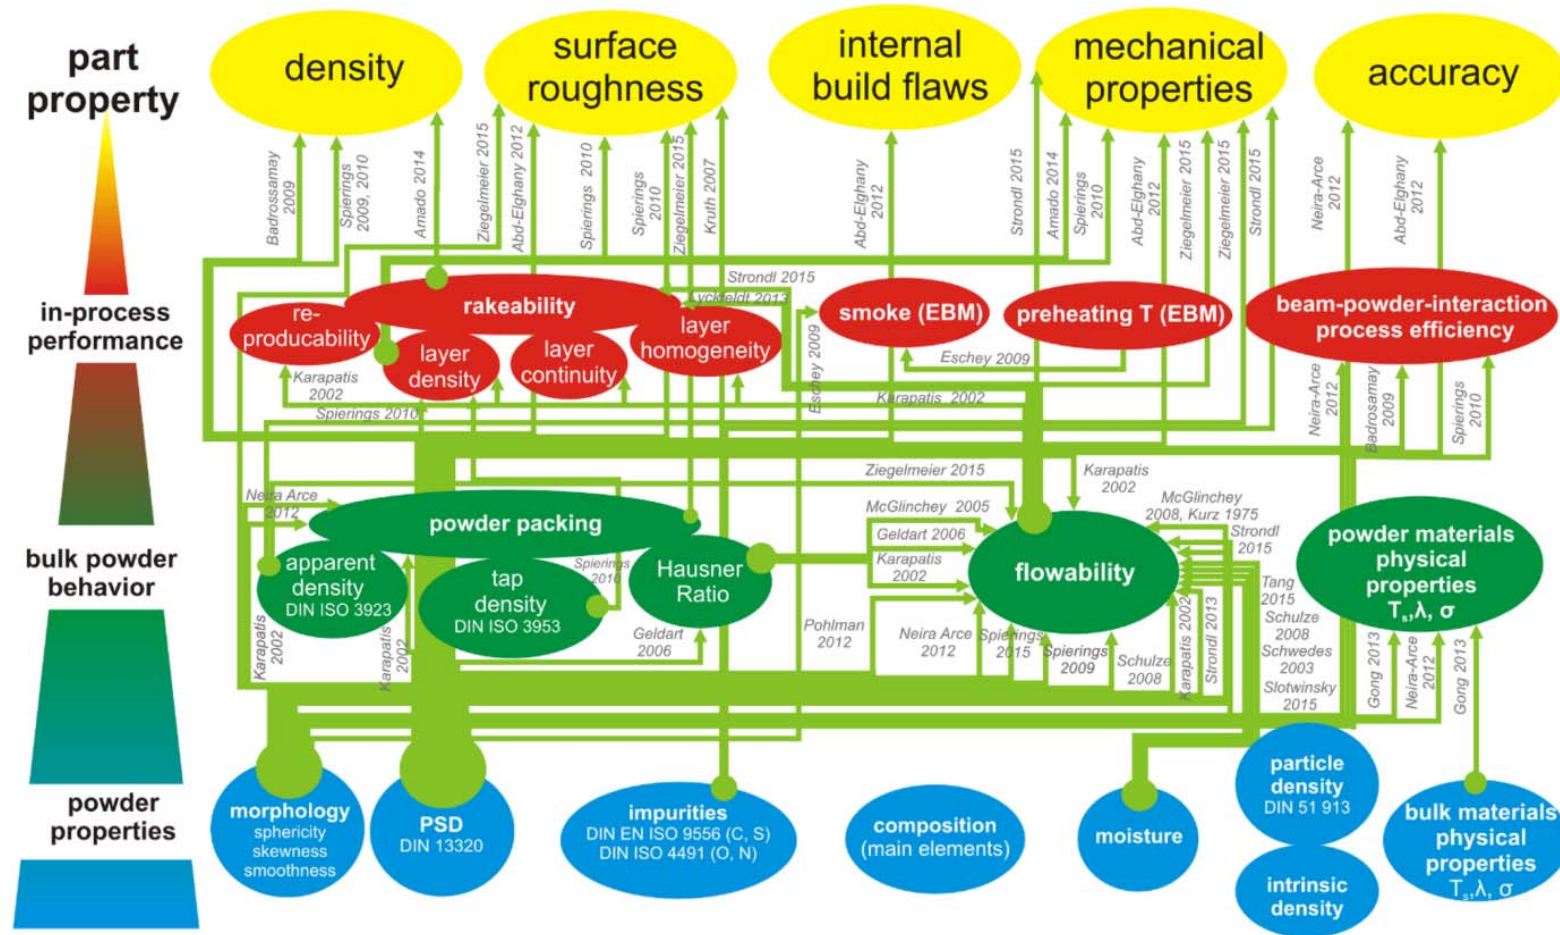 part
property
density
surface
roughness
internal
build flaws
mechanical
properties
accuracy
Badrossamay
2009
Spierings
2009, 2010
Amado 2014
Ziegelmeier 2015
Abd-Elghany 2012
Spierings 2010
Spierings
2010
Ziegelmeier 2015
Kruth 2007
Abd-Elghany
2012
Strondl 2015
Amado 2014
Spierings
2010
Abd-Elghany
2012
Ziegelmeier 2015
Ziegelmeier 2015
Strondl 2015
Neira-Arce
2012
Abd-Elghany
2012
in-process
performance
re-
producability
rakeability
layer
density
layer
continuity
layer
homogeneity
Strondl 2015
Lyckfeldt 2013
smoke (EBM)
preheating T (EBM)
beam-powder-interaction
process efficiency
Eschey 2009
Eschey 2009
Karapatis
2002
Spierings 2010
Karapatis 2002
Neira-Arce
2012
Badrosamay
2009
Spierings
2010
Ziegelmeier 2015
Karapatis
2002
bulk powder
behavior
Neira Arce
2012
powder packing
apparent
density
DIN ISO 3923
tap
density
DIN ISO 3953
Spierings
2010
Hausner
Ratio
McGlinchey 2005
Geldart 2006
Karapatis
2002
flowability
McGlinchey
2008, Kurz 1975
Strondl
2015
powder materials
physical
properties
Tₛ,λ, σ
Karapatis
2002
Karapatis
2002
Geldart
2006
Pohlman
2012
Neira Arce
2012
Spierings
2015
Spierings
2009
Schulze
2008
Karapatis 2002
Strondl 2013
Tang
2015
Schulze
2008
Schwedes
2003
Slotwinsky
2015
Gong 2013
Neira-Arce
2012
Gong 2013
powder
properties
morphology
sphericity
skewness
smoothness
PSD
DIN 13320
impurities
DIN EN ISO 9556 (C, S)
DIN ISO 4491 (O, N)
composition
(main elements)
moisture
particle
density
DIN 51 913
intrinsic
density
bulk materials
physical
properties
Tₛ,λ, σ